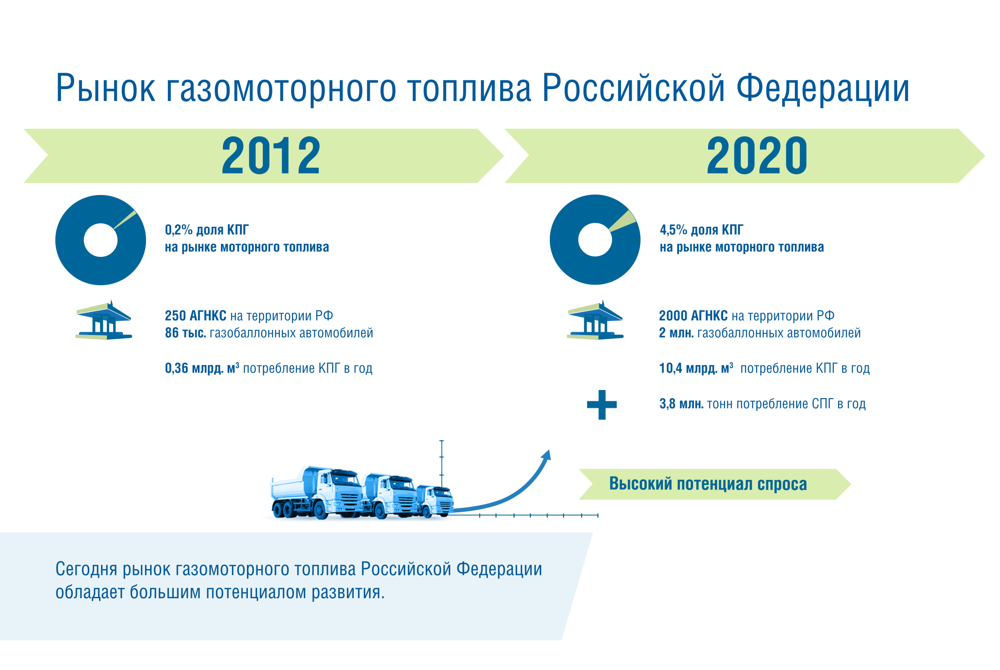 Рынок газомоторного топлива Российской Федерации
2012
2020
0,2% доля КПГ
на рынке моторного топлива
250 АГНКС на территории РФ
86 тыс. газобаллонных автомобилей
0,36 млрд. м³ потребление КПГ в год
4,5% доля КПГ
на рынке моторного топлива
2000 АГНКС на территории РФ
2 млн. газобаллонных автомобилей
10,4 млрд. м³ потребление КПГ в год
+
3,8 млн. тонн потребление СПГ в год
Высокий потенциал спроса
Сегодня рынок газомоторного топлива Российской Федерации
обладает большим потенциалом развития.